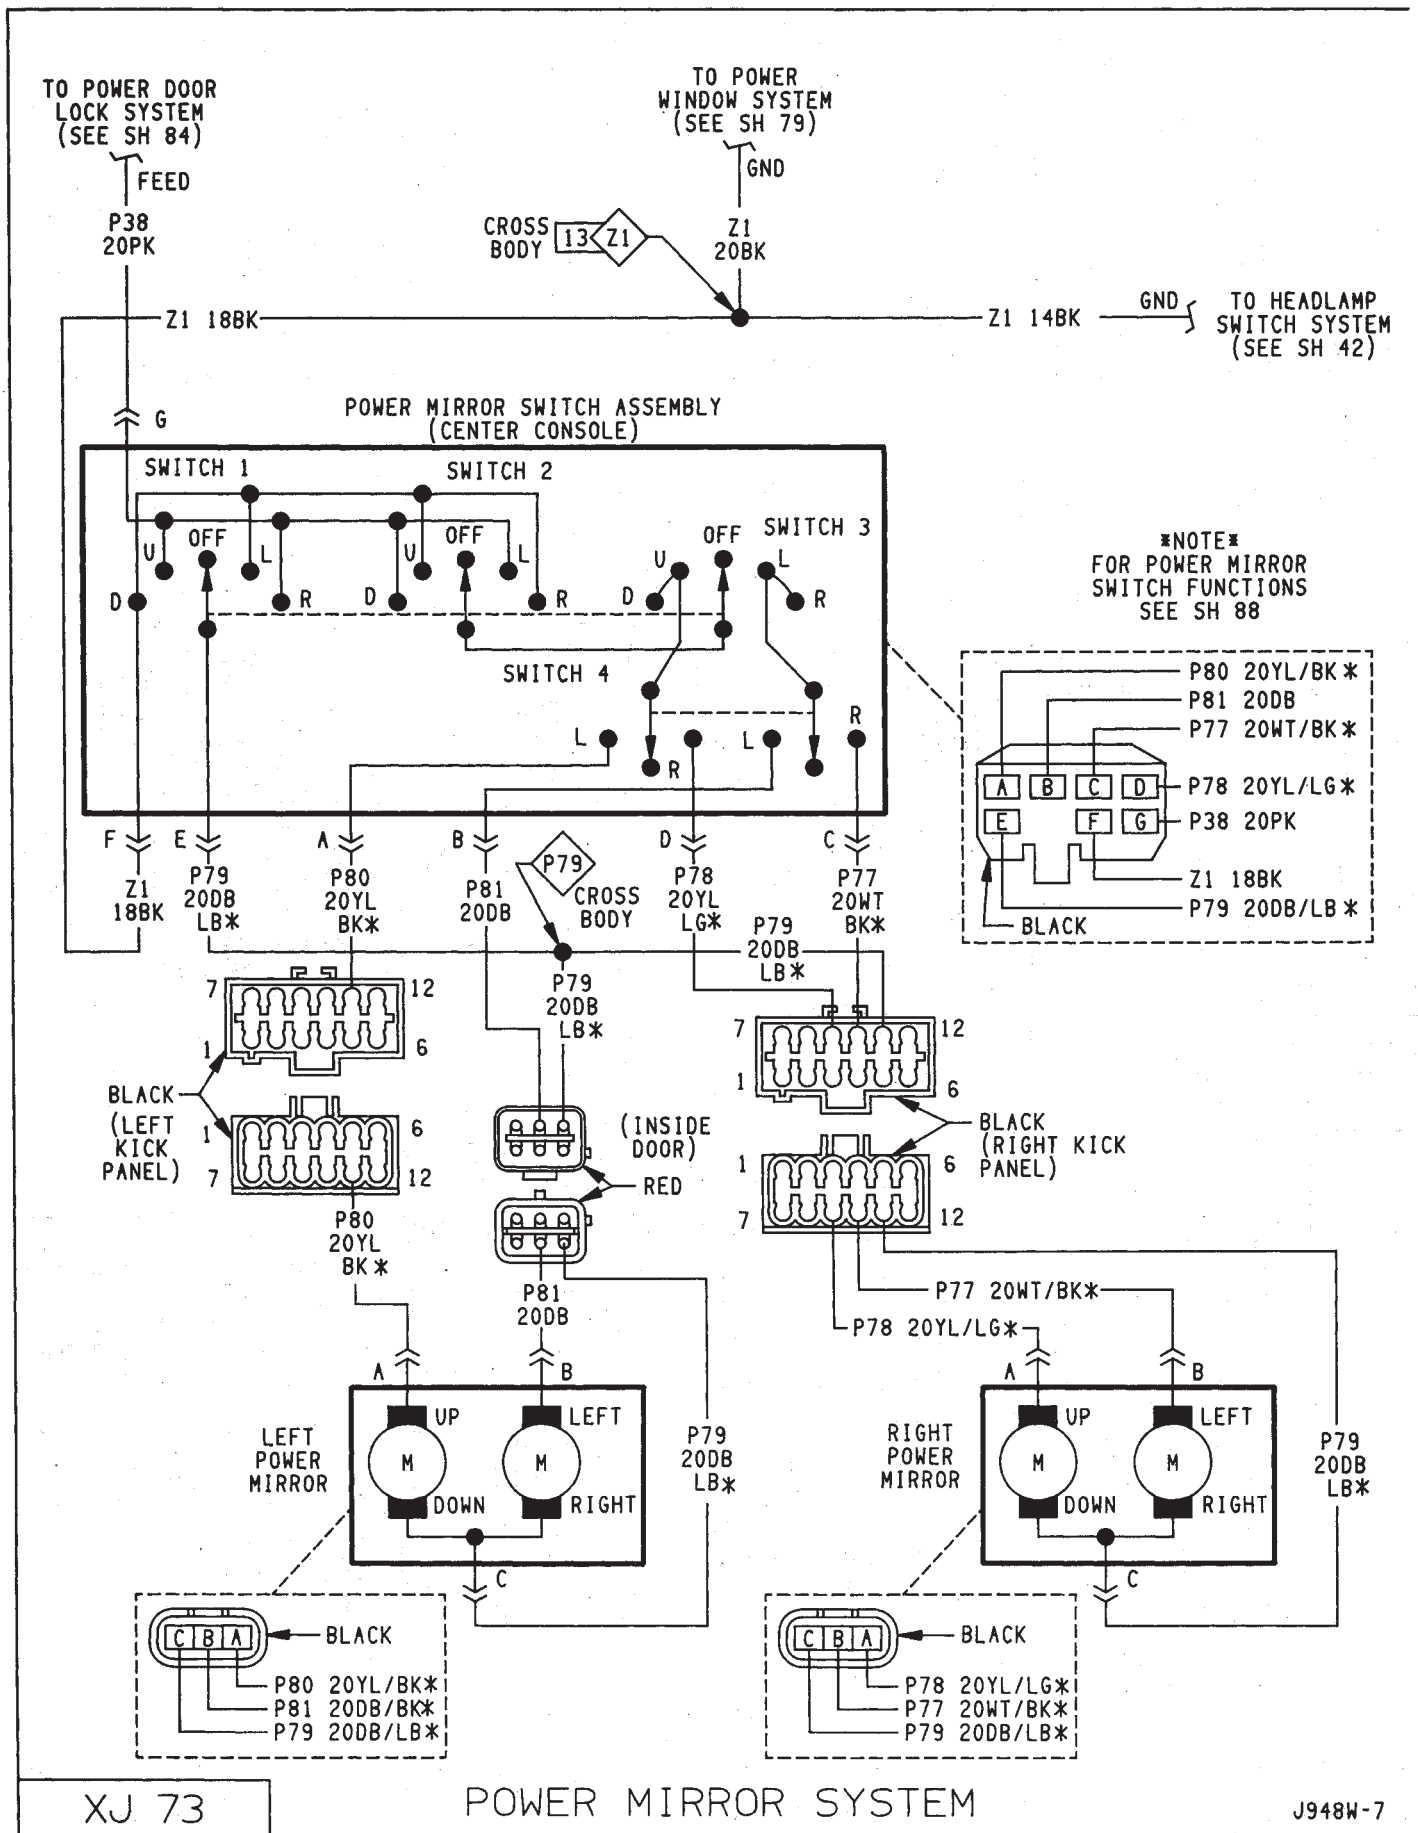 TO POWER DOOR
LOCK SYSTEM
(SEE SH 84)
FEED
P38
20PK
TO POWER
WINDOW SYSTEM
(SEE SH 79)
GND
CROSS
BODY
13
Z1
Z1
20BK
Z1 18BK
Z1 14BK
GND
TO HEADLAMP
SWITCH SYSTEM
(SEE SH 42)
G
POWER MIRROR SWITCH ASSEMBLY
(CENTER CONSOLE)
SWITCH 1
SWITCH 2
SWITCH 3
OFF
OFF
OFF
U
L
U
L
U
L
D
R
D
R
D
R
SWITCH 4
L
R
L
R
*NOTE*
FOR POWER MIRROR
SWITCH FUNCTIONS
SEE SH 88
P80 20YL/BK*
P81 20DB
P77 20WT/BK*
A
B
C
D
P78 20YL/LG*
E
F
G
P38 20PK
Z1 18BK
P79 20DB/LB*
BLACK
F
E
A
B
D
C
Z1
18BK
P79
20DB
LB*
P80
20YL
BK*
P81
20DB
P79
CROSS
BODY
P78
20YL
LG*
P77
20WT
BK*
P79
20DB
LB*
P79
20DB
LB*
7
12
1
6
BLACK
(LEFT
KICK
PANEL)
1
6
7
12
(INSIDE
DOOR)
RED
7
12
1
6
BLACK
(RIGHT KICK
PANEL)
1
6
7
12
P80
20YL
BK*
P81
20DB
P77 20WT/BK*
P78 20YL/LG*
A
B
A
B
LEFT
POWER
MIRROR
UP
LEFT
M
M
DOWN
RIGHT
C
P79
20DB
LB*
RIGHT
POWER
MIRROR
UP
LEFT
M
M
DOWN
RIGHT
C
P79
20DB
LB*
C B A
BLACK
P80 20YL/BK*
P81 20DB/BK*
P79 20DB/LB*
C B A
BLACK
P78 20YL/LG*
P77 20WT/BK*
P79 20DB/LB*
XJ 73
POWER MIRROR SYSTEM
J948W-7